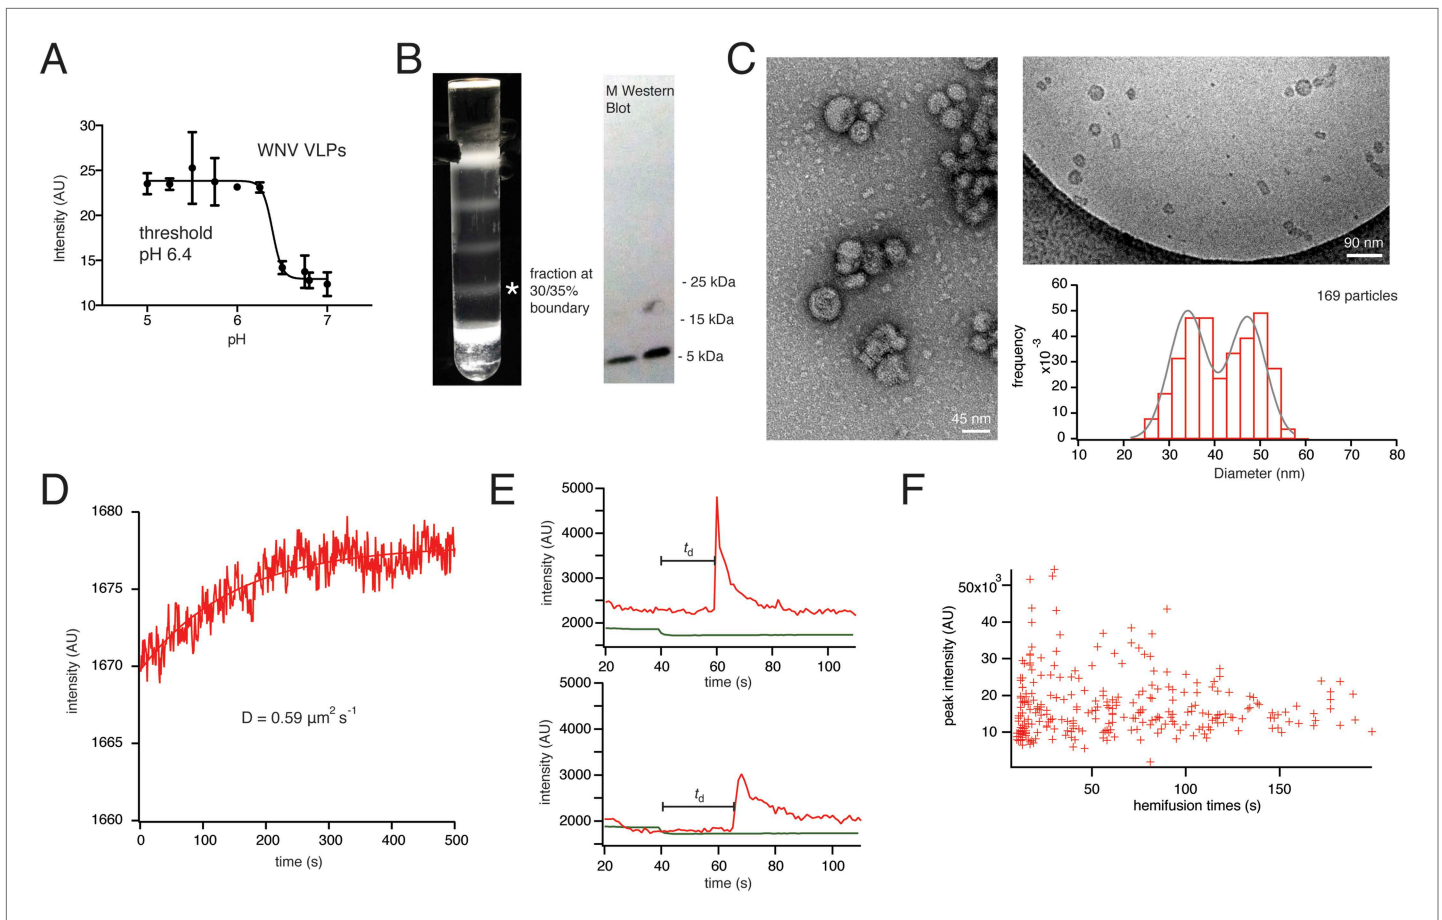 A
30
25
20
15
10
Intensity (AU)
WNV VLPs
threshold
pH 6.4
5
6
7
pH
B
*
fraction at
30/35%
boundary
M Western
Blot
- 25 kDa
- 15 kDa
- 5 kDa
C
45 nm
90 nm
60
50
40
30
20
10
0
frequency
x10⁻³
169 particles
10
20
30
40
50
60
70
80
Diameter (nm)
D
1680
1675
1670
1665
1660
intensity (AU)
D = 0.59 µm² s⁻¹
0
100
200
300
400
500
time (s)
E
5000
4000
3000
2000
intensity (AU)
td
20
40
60
80
100
time (s)
5000
4000
3000
2000
intensity (AU)
td
20
40
60
80
100
time (s)
F
50x10³
40
30
20
10
peak intensity (AU)
50
100
150
hemifusion times (s)